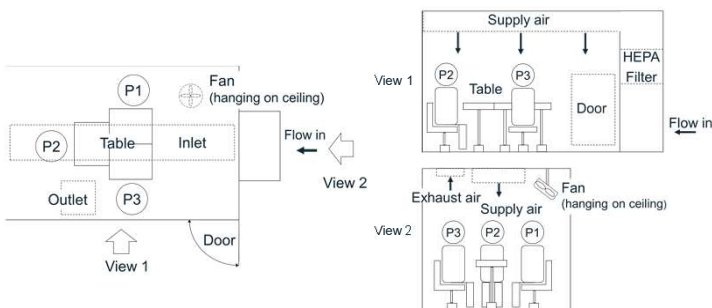 P1
Fan
(hanging on ceiling)
P2
Table
Inlet
Flow in
View 2
Outlet
P3
Door
View 1
Supply air
View 1
P2
Table
P3
HEPA
Filter
Door
Flow in
Exhaust air
Supply air
Fan
(hanging on ceiling)
View 2
P3
P2
P1